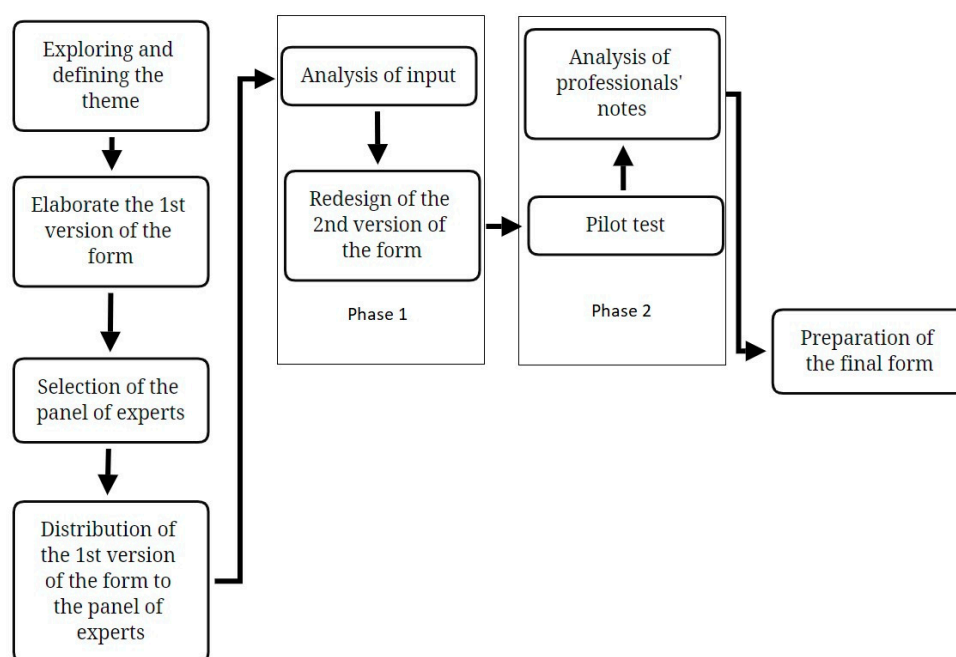 Exploring and
defining the
theme
Elaborate the 1st
version of the
form
Selection of the
panel of experts
Distribution of
the 1st version
of the form to
the panel of
experts
Analysis of input
Redesign of the
2nd version of
the form
Phase 1
Analysis of
professionals'
notes
Pilot test
Phase 2
Preparation of
the final form